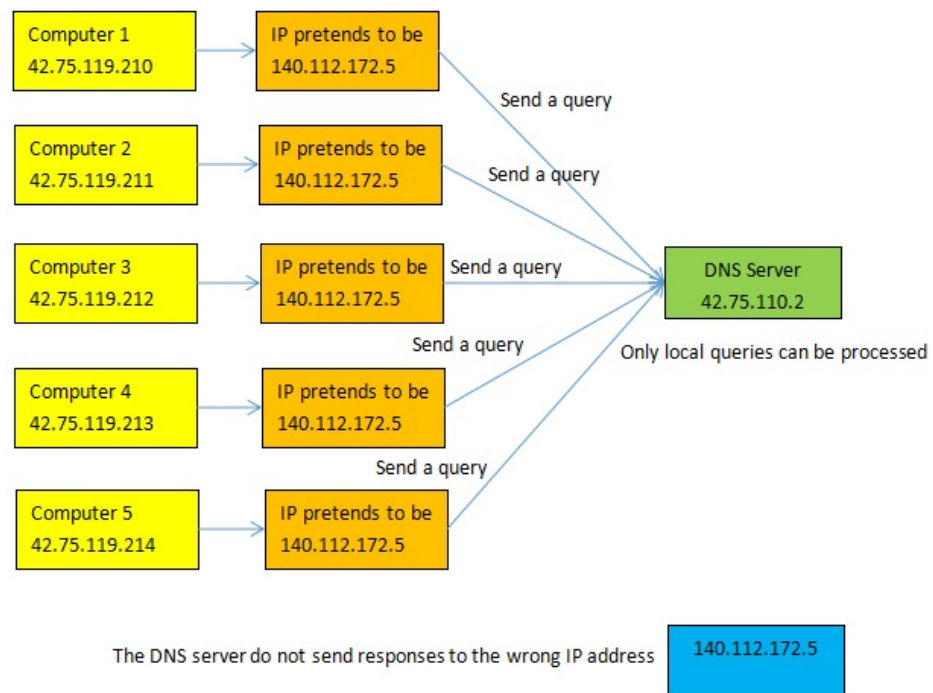 Computer 1
42.75.119.210
IP pretends to be
140.112.172.5
Send a query
Computer 2
42.75.119.211
IP pretends to be
140.112.172.5
Send a query
Computer 3
42.75.119.212
IP pretends to be
140.112.172.5
Send a query
DNS Server
42.75.110.2
Only local queries can be processed
Computer 4
42.75.119.213
IP pretends to be
140.112.172.5
Send a query
Computer 5
42.75.119.214
IP pretends to be
140.112.172.5
Send a query
The DNS server do not send responses to the wrong IP address
140.112.172.5